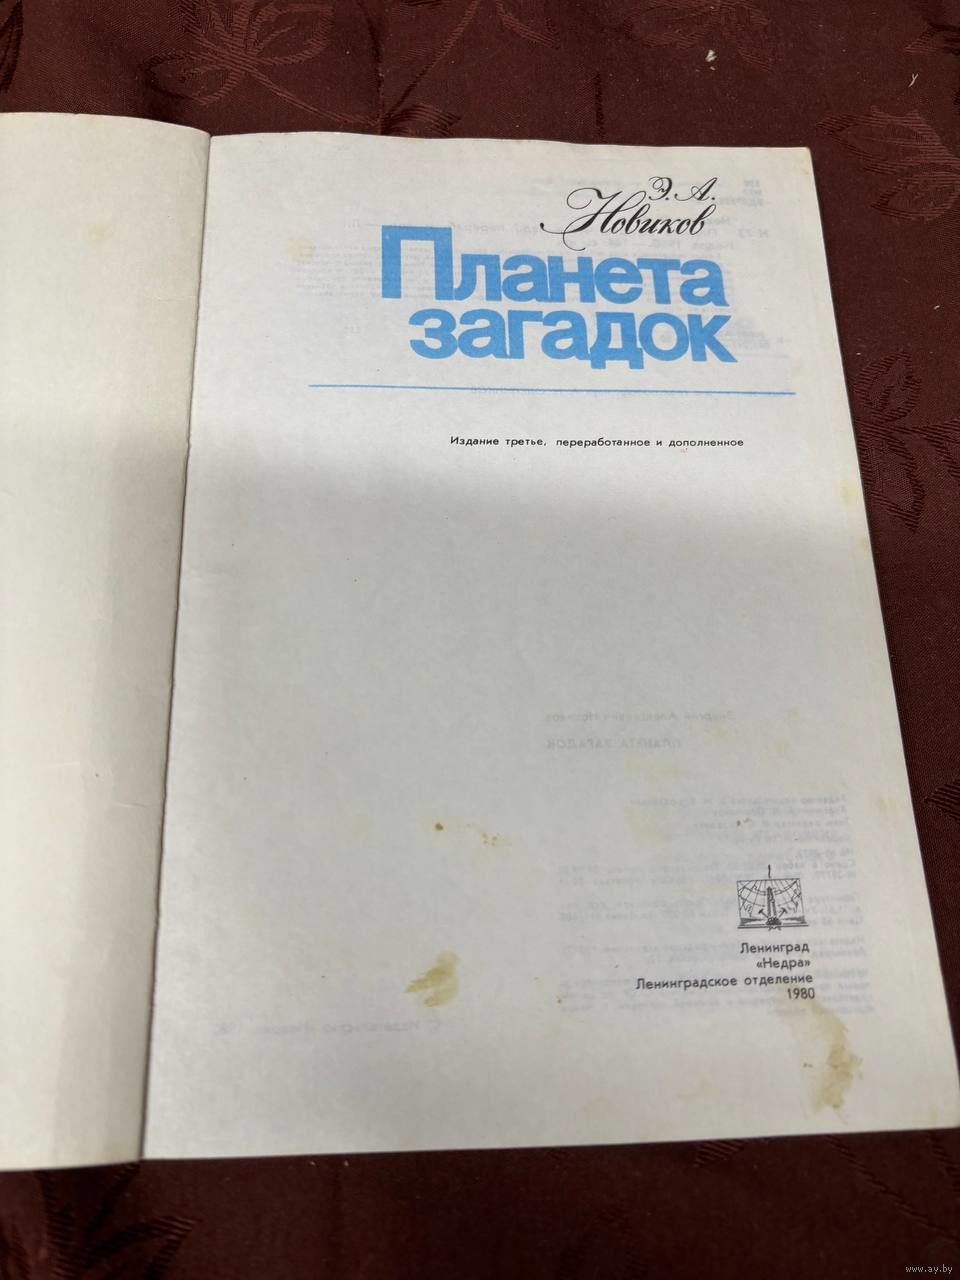 Э. А.
Новиков
Планета
загадок
Издание третье, переработанное и дополненное
Ленинград
«Недра»
Ленинградское отделение
1980
www.ay.by